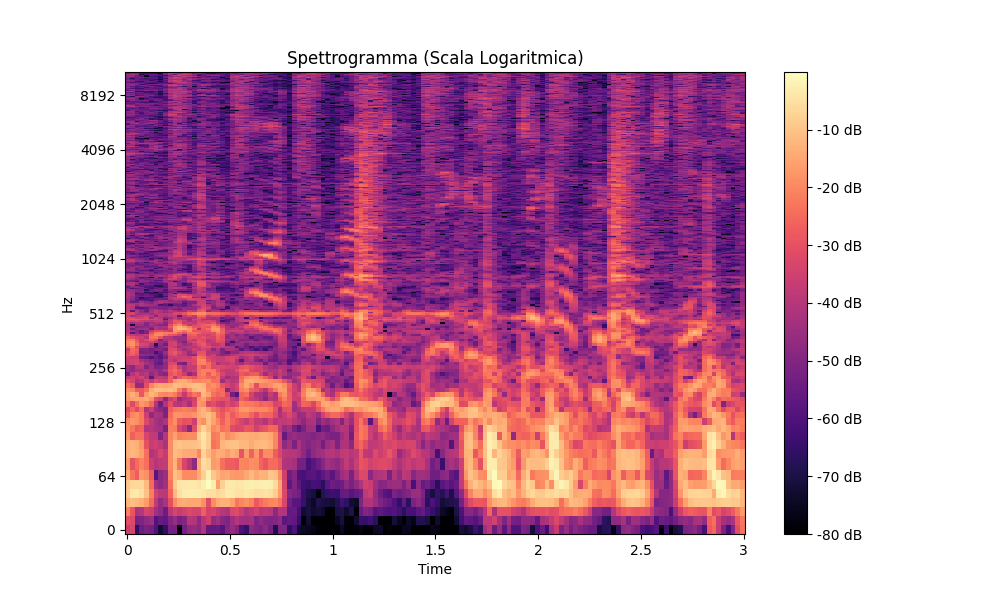 Spettrogramma (Scala Logaritmica)
Hz
8192
4096
2048
1024
512
256
128
64
0
0
0.5
1
1.5
2
2.5
3
Time
-10 dB
-20 dB
-30 dB
-40 dB
-50 dB
-60 dB
-70 dB
-80 dB